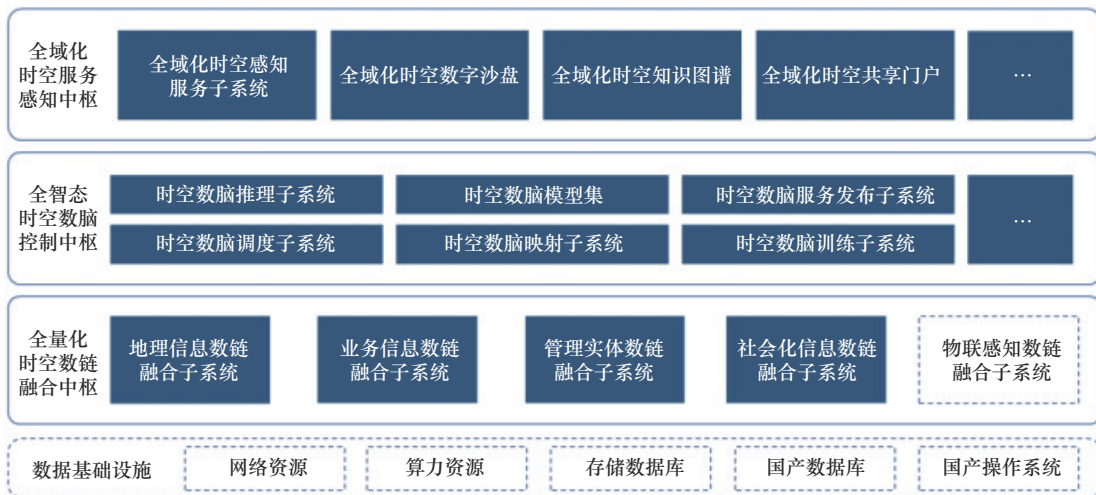 全域化
时空服务
感知中枢
全域化时空感知
服务子系统
全域化时空数字沙盘
全域化时空知识图谱
全域化时空共享门户
…
全智态
时空数脑
控制中枢
时空数脑推理子系统
时空数脑模型集
时空数脑服务发布子系统
…
时空数脑调度子系统
时空数脑映射子系统
时空数脑训练子系统
全量化
时空数链
融合中枢
地理信息数链
融合子系统
业务信息数链
融合子系统
管理实体数链
融合子系统
社会化信息数链
融合子系统
物联感知数链
融合子系统
数据基础设施
网络资源
算力资源
存储数据库
国产数据库
国产操作系统